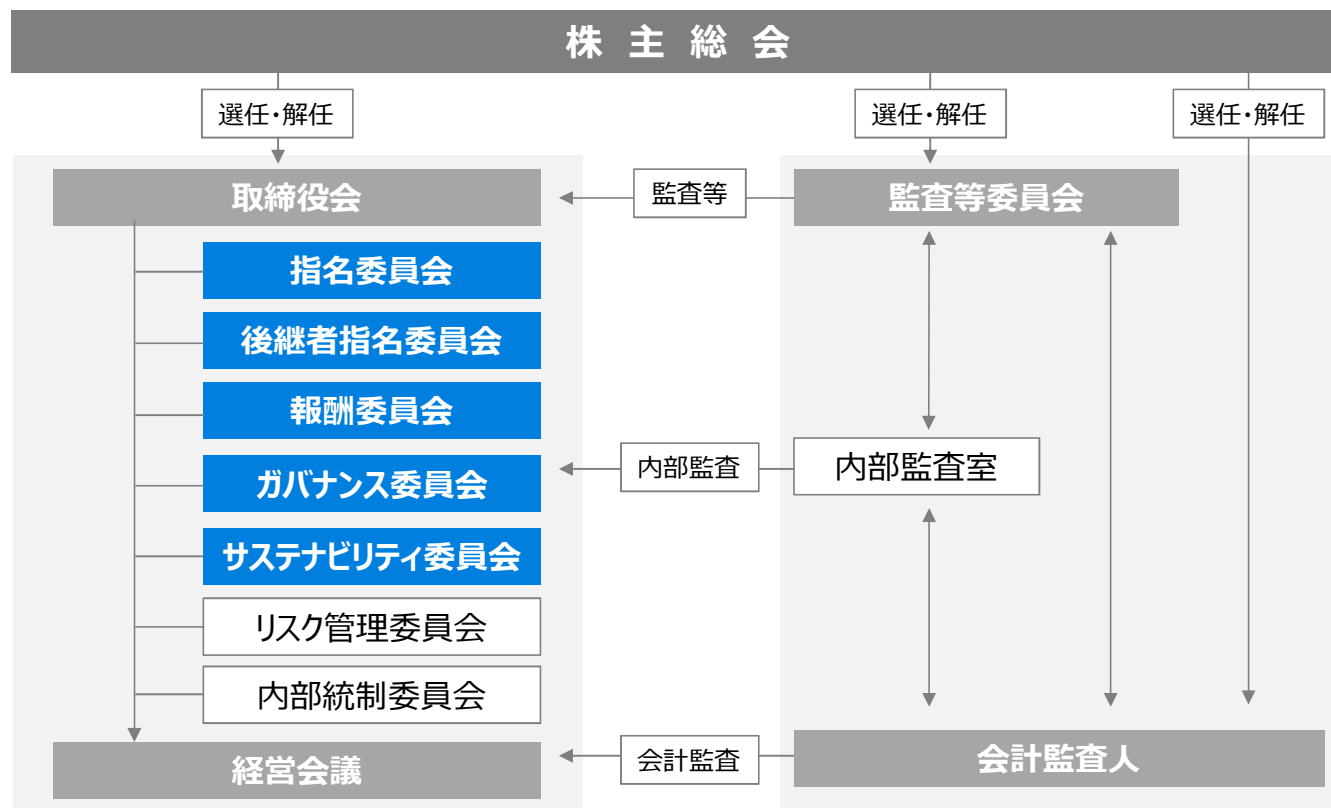 株主総会
選任・解任
選任・解任
選任・解任
取締役会
監査等
監査等委員会
指名委員会
後継者指名委員会
報酬委員会
ガバナンス委員会
内部監査
内部監査室
サステナビリティ委員会
リスク管理委員会
内部統制委員会
経営会議
会計監査
会計監査人